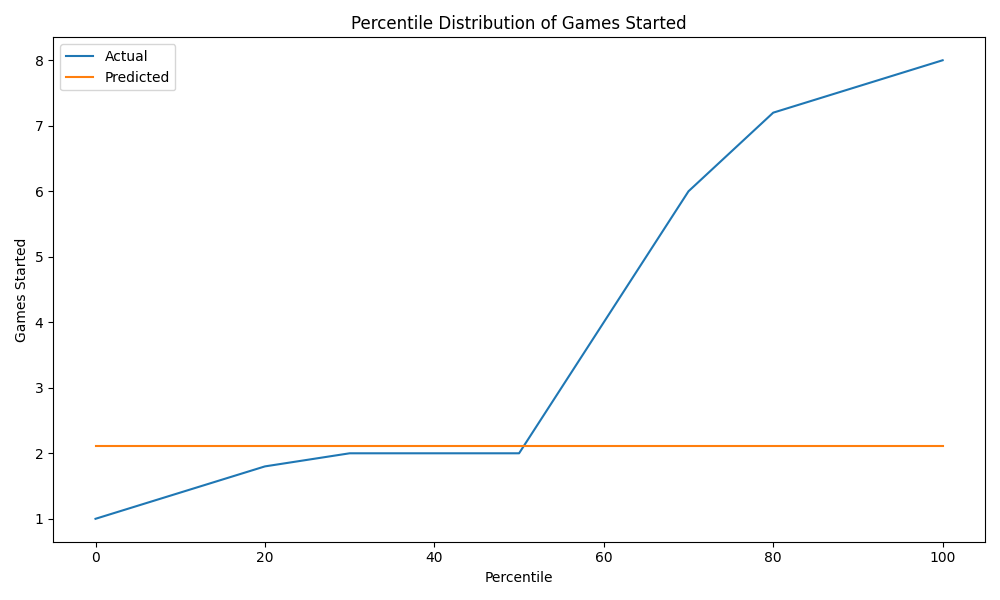 Percentile Distribution of Games Started
Actual
Predicted
8
7
6
5
4
3
2
1
Games Started
0 20 40 60 80 100
Percentile